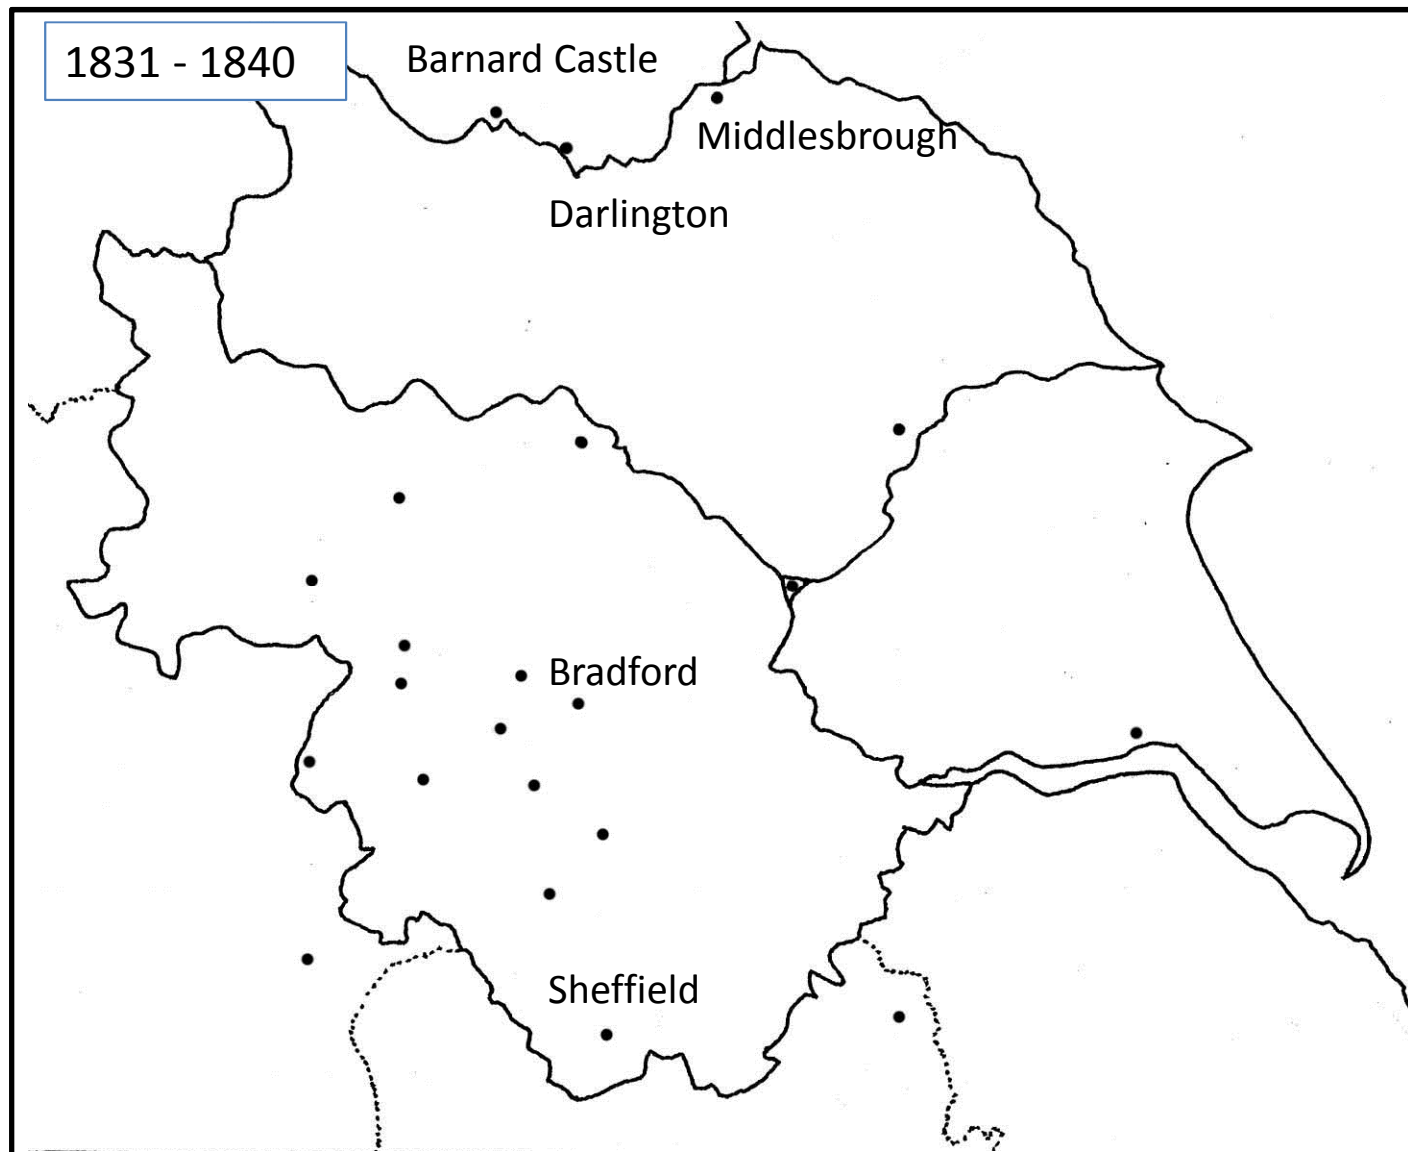 1831 - 1840
Barnard Castle
Middlesbrough
Darlington
Bradford
Sheffield